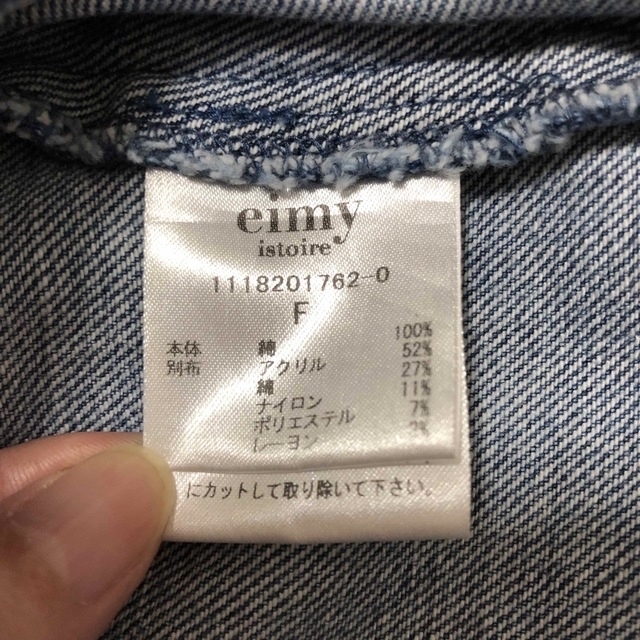 eimy
istoire
1118201762-0
F
本体 綿 100%
別布 アクリル 52%
綿 27%
ナイロン 11%
ポリエステル 7%
レーヨン 3%
にカットして取り除いて下さい。